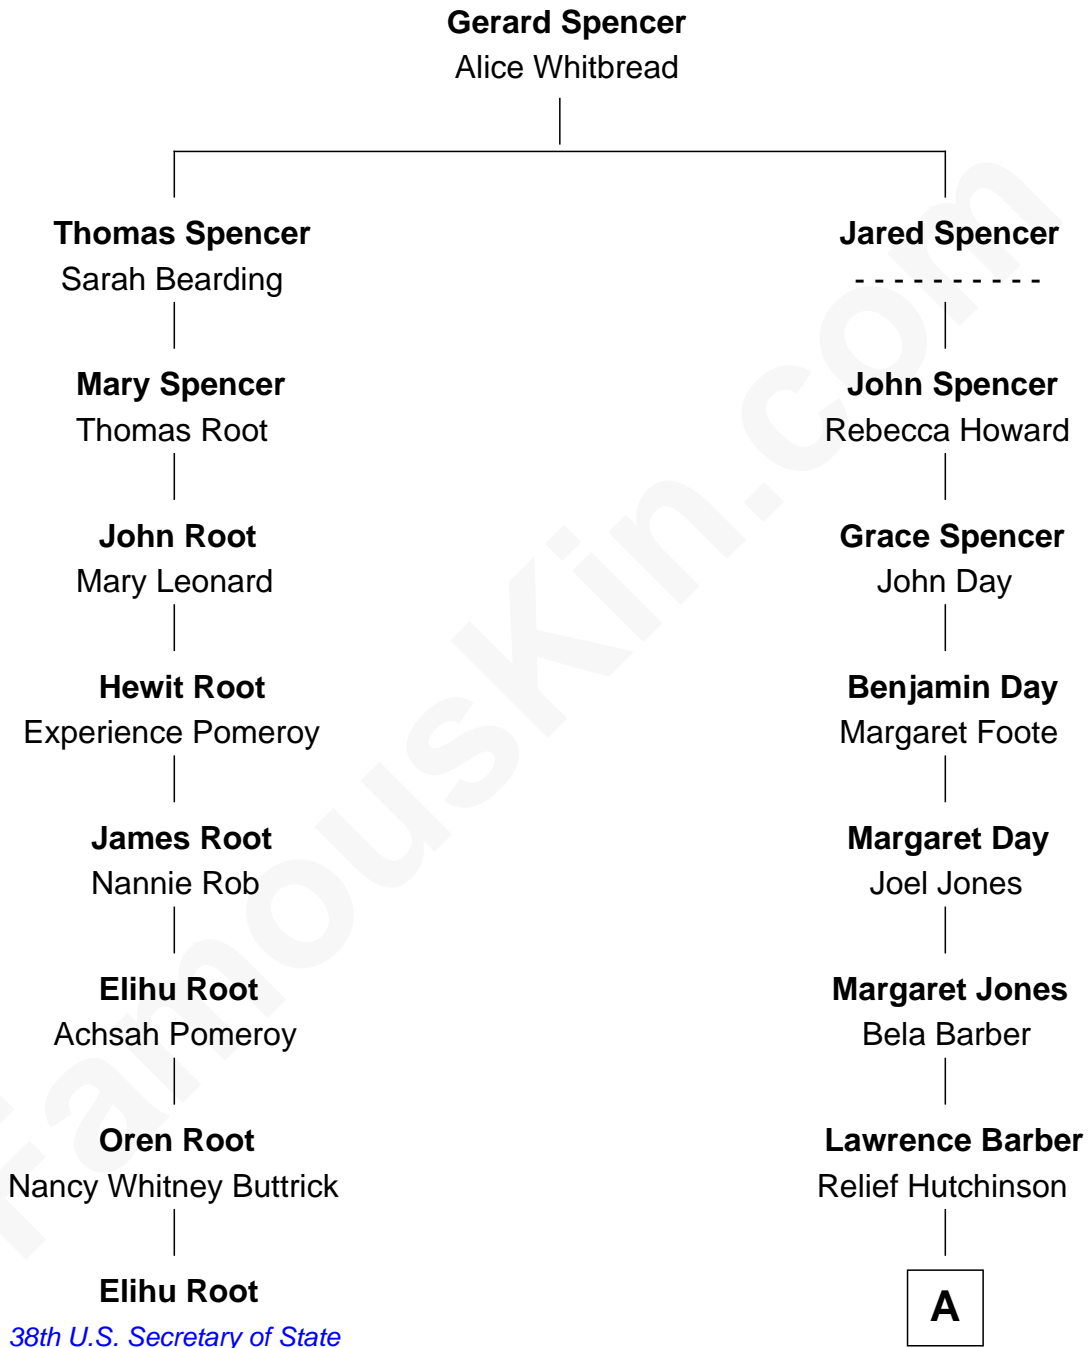 Gerard Spencer
Alice Whitbread
Thomas Spencer
Sarah Bearding
Jared Spencer
- - - - - - - - - -
Mary Spencer
Thomas Root
John Spencer
Rebecca Howard
John Root
Mary Leonard
Grace Spencer
John Day
Hewit Root
Experience Pomeroy
Benjamin Day
Margaret Foote
James Root
Nannie Rob
Margaret Day
Joel Jones
Elihu Root
Achsah Pomeroy
Margaret Jones
Bela Barber
Oren Root
Nancy Whitney Buttrick
Lawrence Barber
Relief Hutchinson
Elihu Root
38th U.S. Secretary of State
A
FamousKin.com